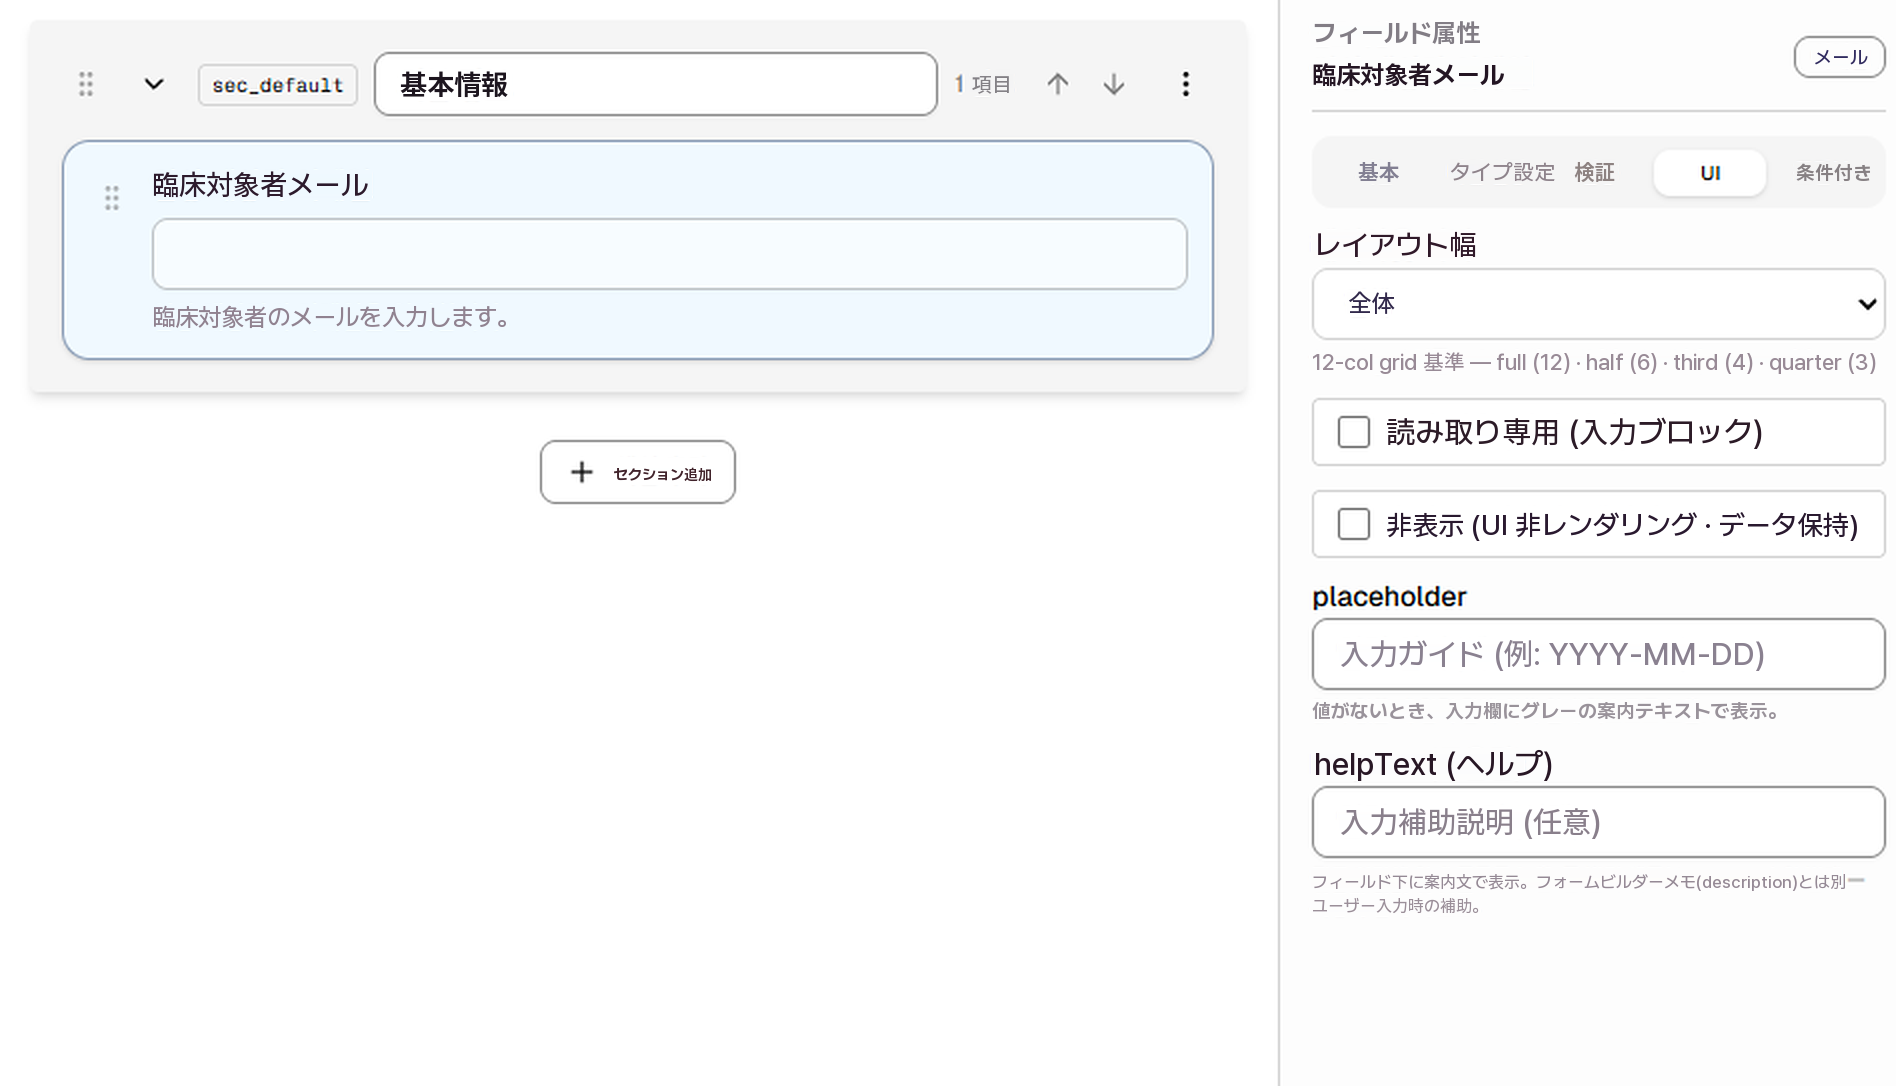 sec_default
基本情報
1 項目
臨床対象者メール
臨床対象者のメールを入力します。
セクション追加
フィールド属性
臨床対象者メール
メール
基本 タイプ設定 検証 UI 条件付き
レイアウト幅
全体
12-col grid 基準 — full (12) · half (6) · third (4) · quarter (3)
読み取り専用 (入力ブロック)
非表示 (UI 非レンダリング · データ保持)
placeholder
入力ガイド (例: YYYY-MM-DD)
値がないとき、入力欄にグレーの案内テキストで表示。
helpText (ヘルプ)
入力補助説明 (任意)
フィールド下に案内文で表示。フォームビルダーメモ(description)とは別 —
ユーザー入力時の補助。